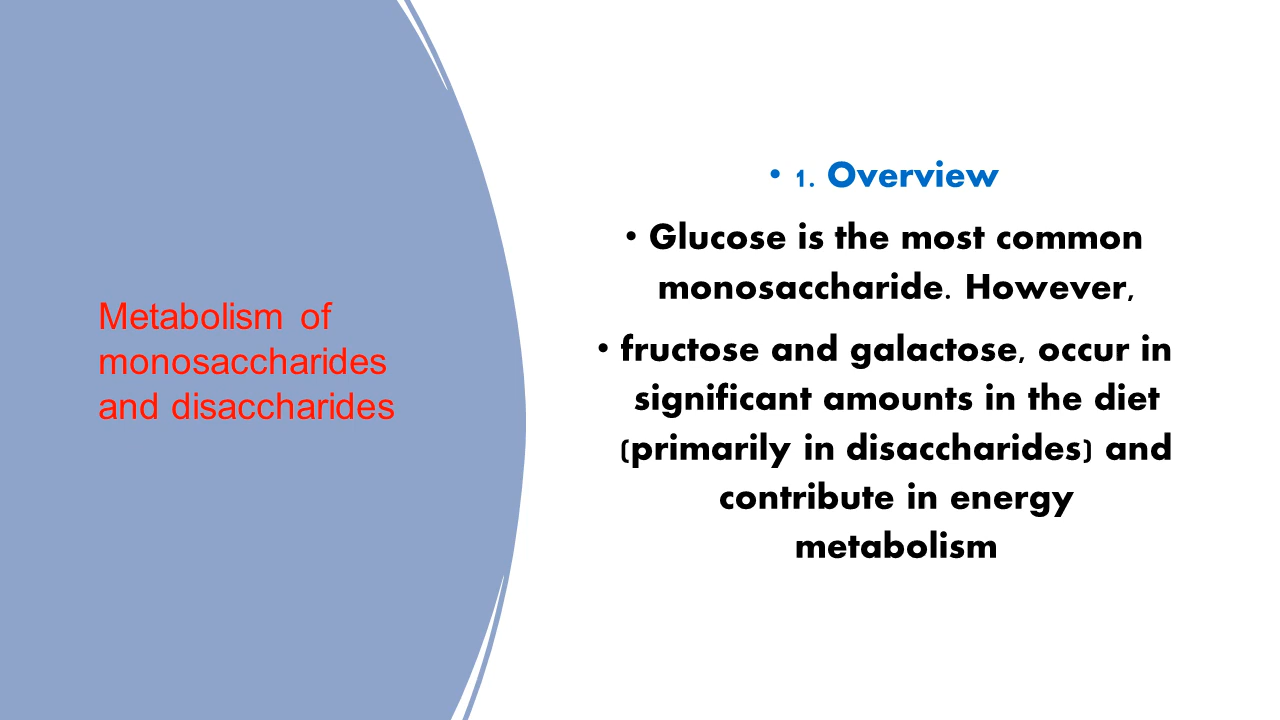 Metabolism of
monosaccharides
and disaccharides
• 1. Overview
• Glucose is the most common
monosaccharide. However,
• fructose and galactose, occur in
significant amounts in the diet
(primarily in disaccharides) and
contribute in energy
metabolism